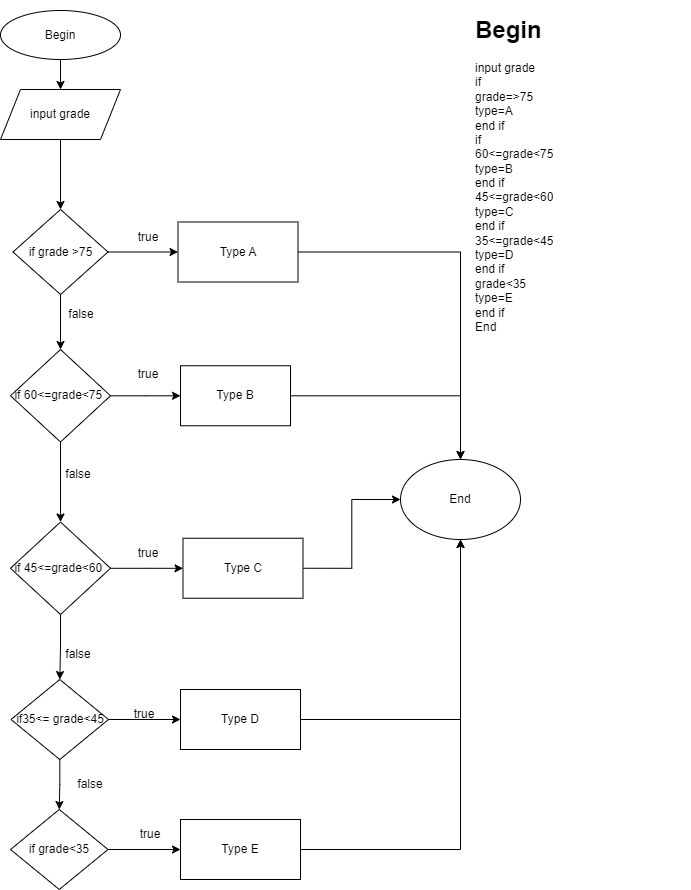 Begin
input grade
if grade >75
true
Type A
false
if 60<=grade<75
true
Type B
false
End
if 45<=grade<60
true
Type C
false
if35<= grade<45
true
Type D
false
if grade<35
true
Type E
Begin
input grade
if
grade=>75
type=A
end if
if
60<=grade<75
type=B
end if
45<=grade<60
type=C
end if
35<=grade<45
type=D
end if
grade<35
type=E
end if
End